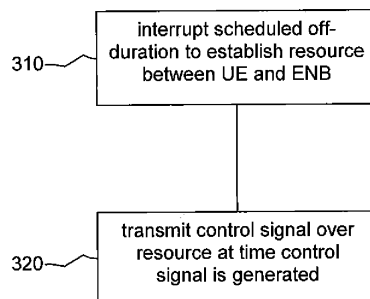 interrupt scheduled off-
duration to establish resource
between UE and ENB
310
transmit control signal over
resource at time control
signal is generated
320